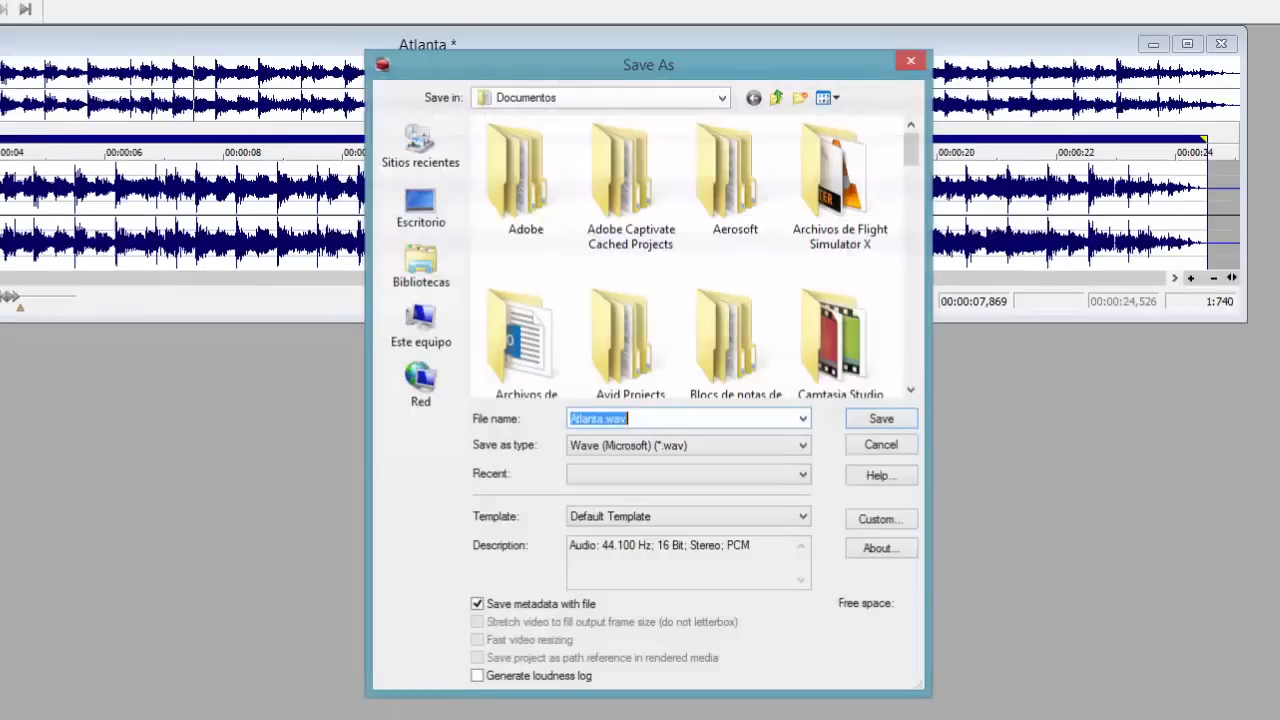 Atlanta *
Save As
Save in: Documentos
00:00:04 00:00:06 00:00:08 00:00:20 00:00:22 00:00:24
Sitios recientes
Escritorio
Bibliotecas
Este equipo
Red
Adobe
Adobe Captivate Cached Projects
Aerosoft
Archivos de Flight Simulator X
Archivos de
Avid Projects
Blocs de notas de
Camtasia Studio
00:00:07,869 00:00:24,526 1:740
File name: Atlanta.wav Save
Save as type: Wave (Microsoft) (*.wav) Cancel
Recent: Help...
Template: Default Template Custom...
Description: Audio: 44.100 Hz; 16 Bit; Stereo; PCM About...
Save metadata with file Free space:
Stretch video to fill output frame size (do not letterbox)
Fast video resizing
Save project as path reference in rendered media
Generate loudness log